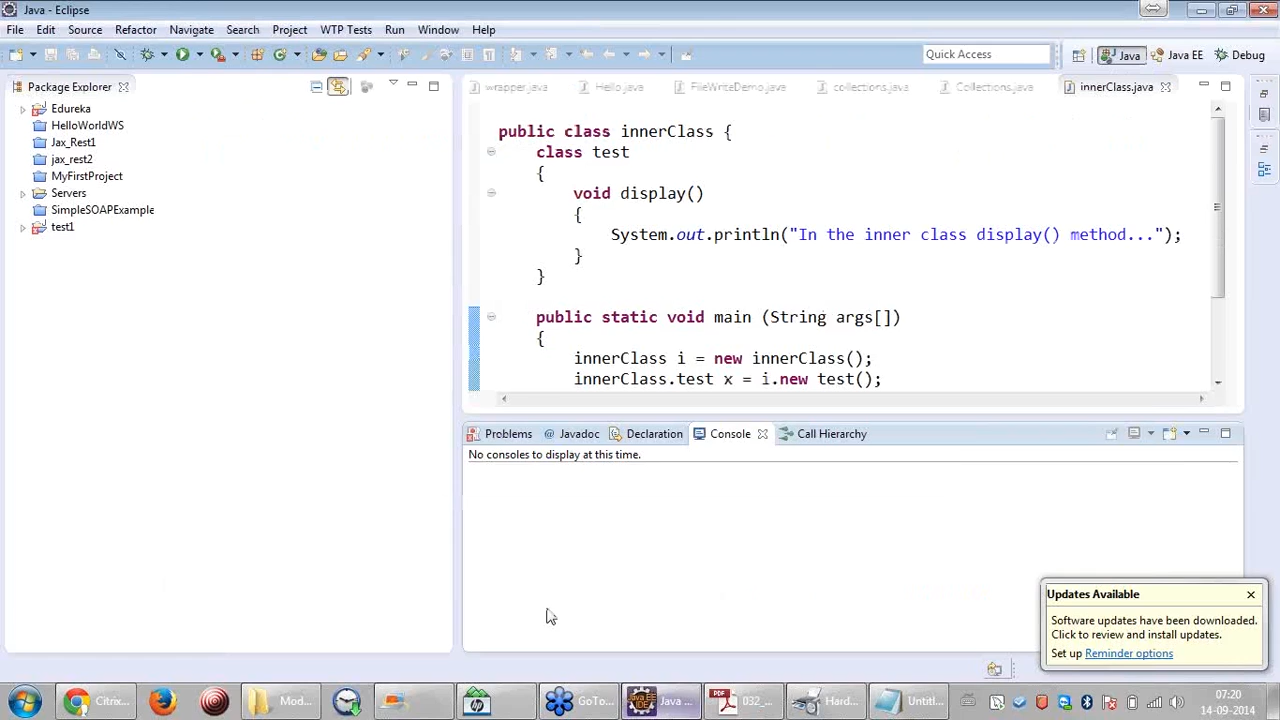 Java - Eclipse
File Edit Source Refactor Navigate Search Project WTP Tests Run Window Help
Quick Access
Java
Java EE
Debug
Package Explorer
Edureka
HelloWorldWS
Jax_Rest1
jax_rest2
MyFirstProject
Servers
SimpleSOAPExample
test1
wrapper.java Hello.java FileWriteDemo.java collections.java Collections.java innerClass.java
public class innerClass {
class test
{
void display()
{
System.out.println("In the inner class display() method...");
}
}
public static void main (String args[])
{
innerClass i = new innerClass();
innerClass.test x = i.new test();
Problems @ Javadoc Declaration Console Call Hierarchy
No consoles to display at this time.
Updates Available
Software updates have been downloaded.
Click to review and install updates.
Set up Reminder options
Citrix... Mod... GoTo... Java ... 032_... Hard... Untitl...
07:20
14-09-2014